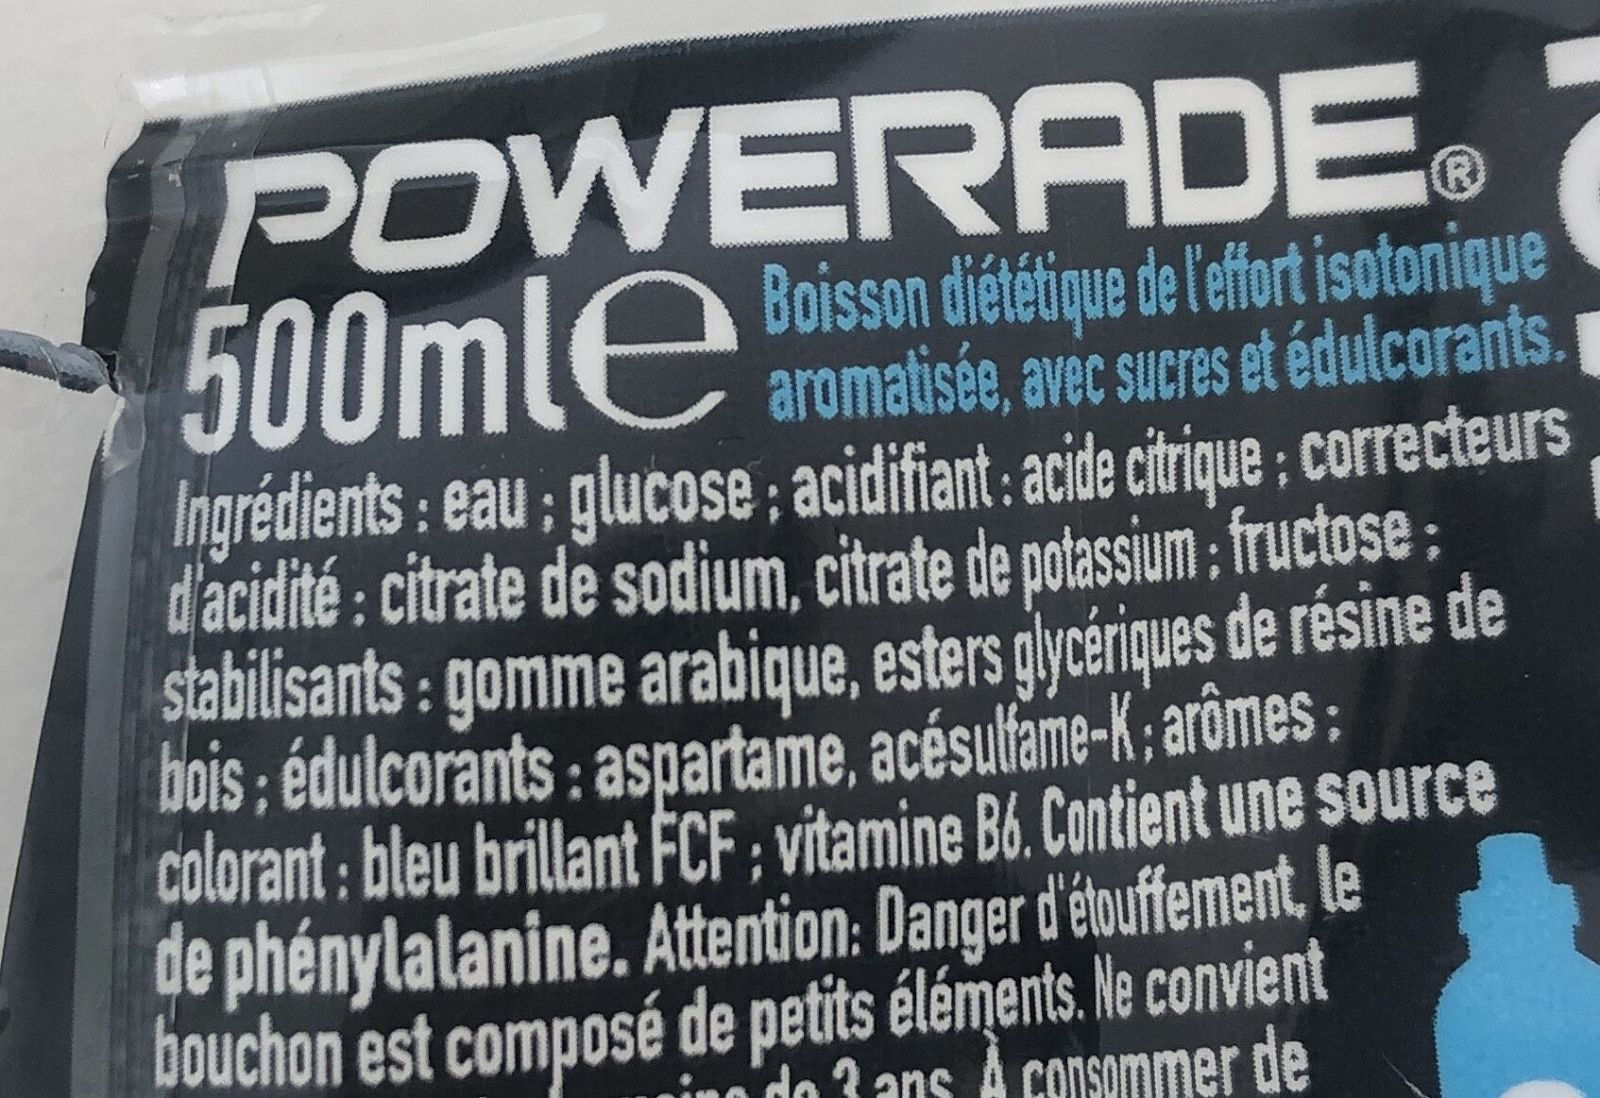 POWERADE®
500ml e
Boisson diététique de l'effort isotonique
aromatisée, avec sucres et édulcorants.
Ingrédients : eau ; glucose ; acidifiant : acide citrique ; correcteurs
d'acidité : citrate de sodium, citrate de potassium ; fructose ;
stabilisants : gomme arabique, esters glycériques de résine de
bois ; édulcorants : aspartame, acésulfame-K ; arômes ;
colorant : bleu brillant FCF ; vitamine B6. Contient une source
de phénylalanine. Attention: Danger d'étouffement, le
bouchon est composé de petits éléments. Ne convient
de 3 ans. À consommer de